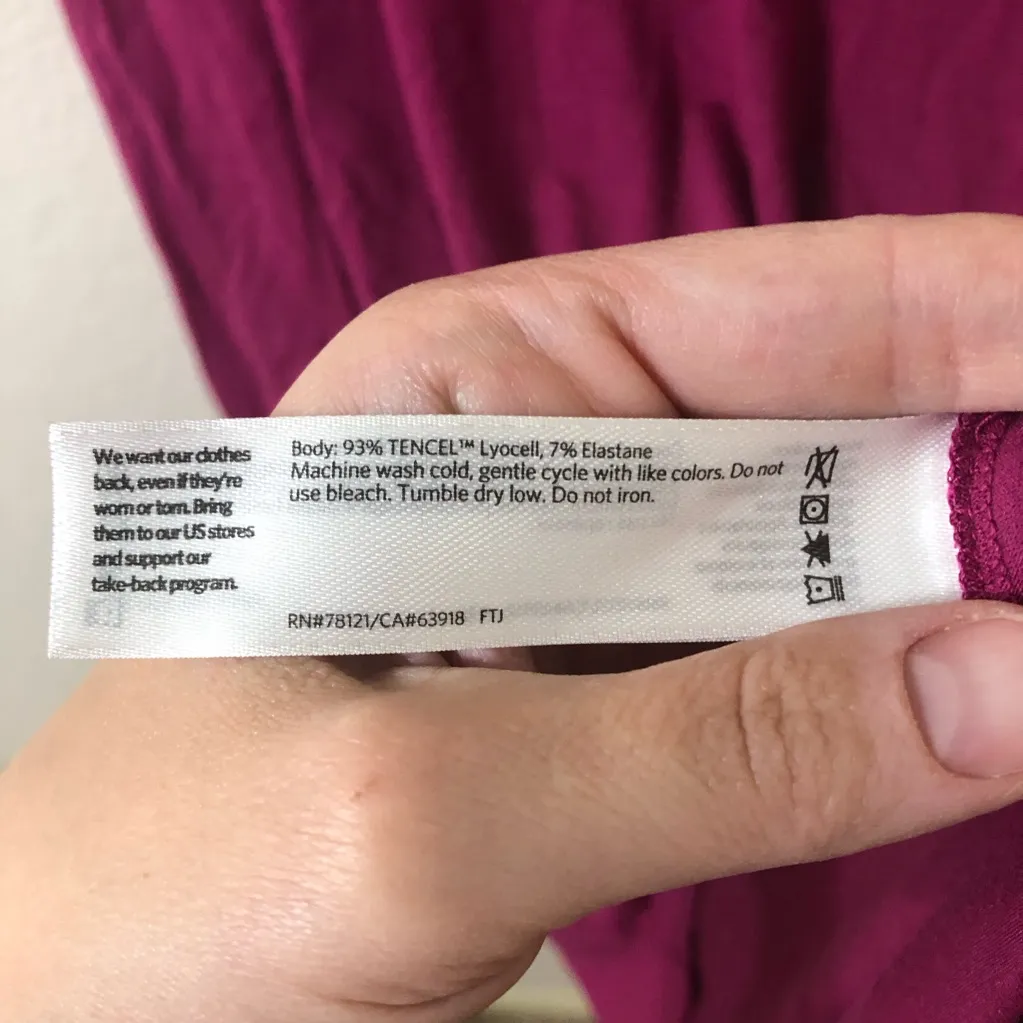 We want our clothes
back, even if they're
worn or torn. Bring
them to our US stores
and support our
take-back program.
Body: 93% TENCEL™ Lyocell, 7% Elastane
Machine wash cold, gentle cycle with like colors. Do not
use bleach. Tumble dry low. Do not iron.
RN#78121/CA#63918 FTJ